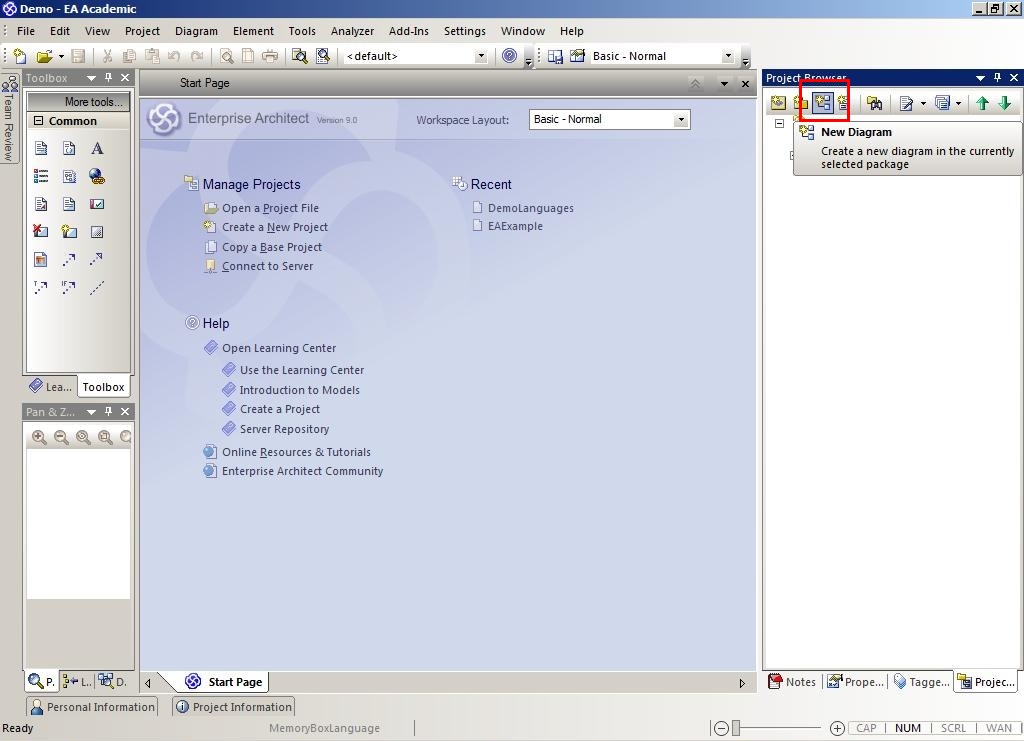 Demo - EA Academic
File Edit View Project Diagram Element Tools Analyzer Add-Ins Settings Window Help
<default>
Basic - Normal
Toolbox
Start Page
Project Browser
Team Review
More tools...
Common
Enterprise Architect Version 9.0
Workspace Layout:
Basic - Normal
New Diagram
Create a new diagram in the currently
selected package
Manage Projects
Open a Project File
Create a New Project
Copy a Base Project
Connect to Server
Recent
DemoLanguages
EAExample
Help
Open Learning Center
Use the Learning Center
Introduction to Models
Create a Project
Server Repository
Online Resources & Tutorials
Enterprise Architect Community
Lea...
Toolbox
Pan & Z...
P.
L..
D.
Start Page
Notes
Prope...
Tagge...
Projec...
Personal Information
Project Information
Ready
MemoryBoxLanguage
CAP NUM SCRL WAN